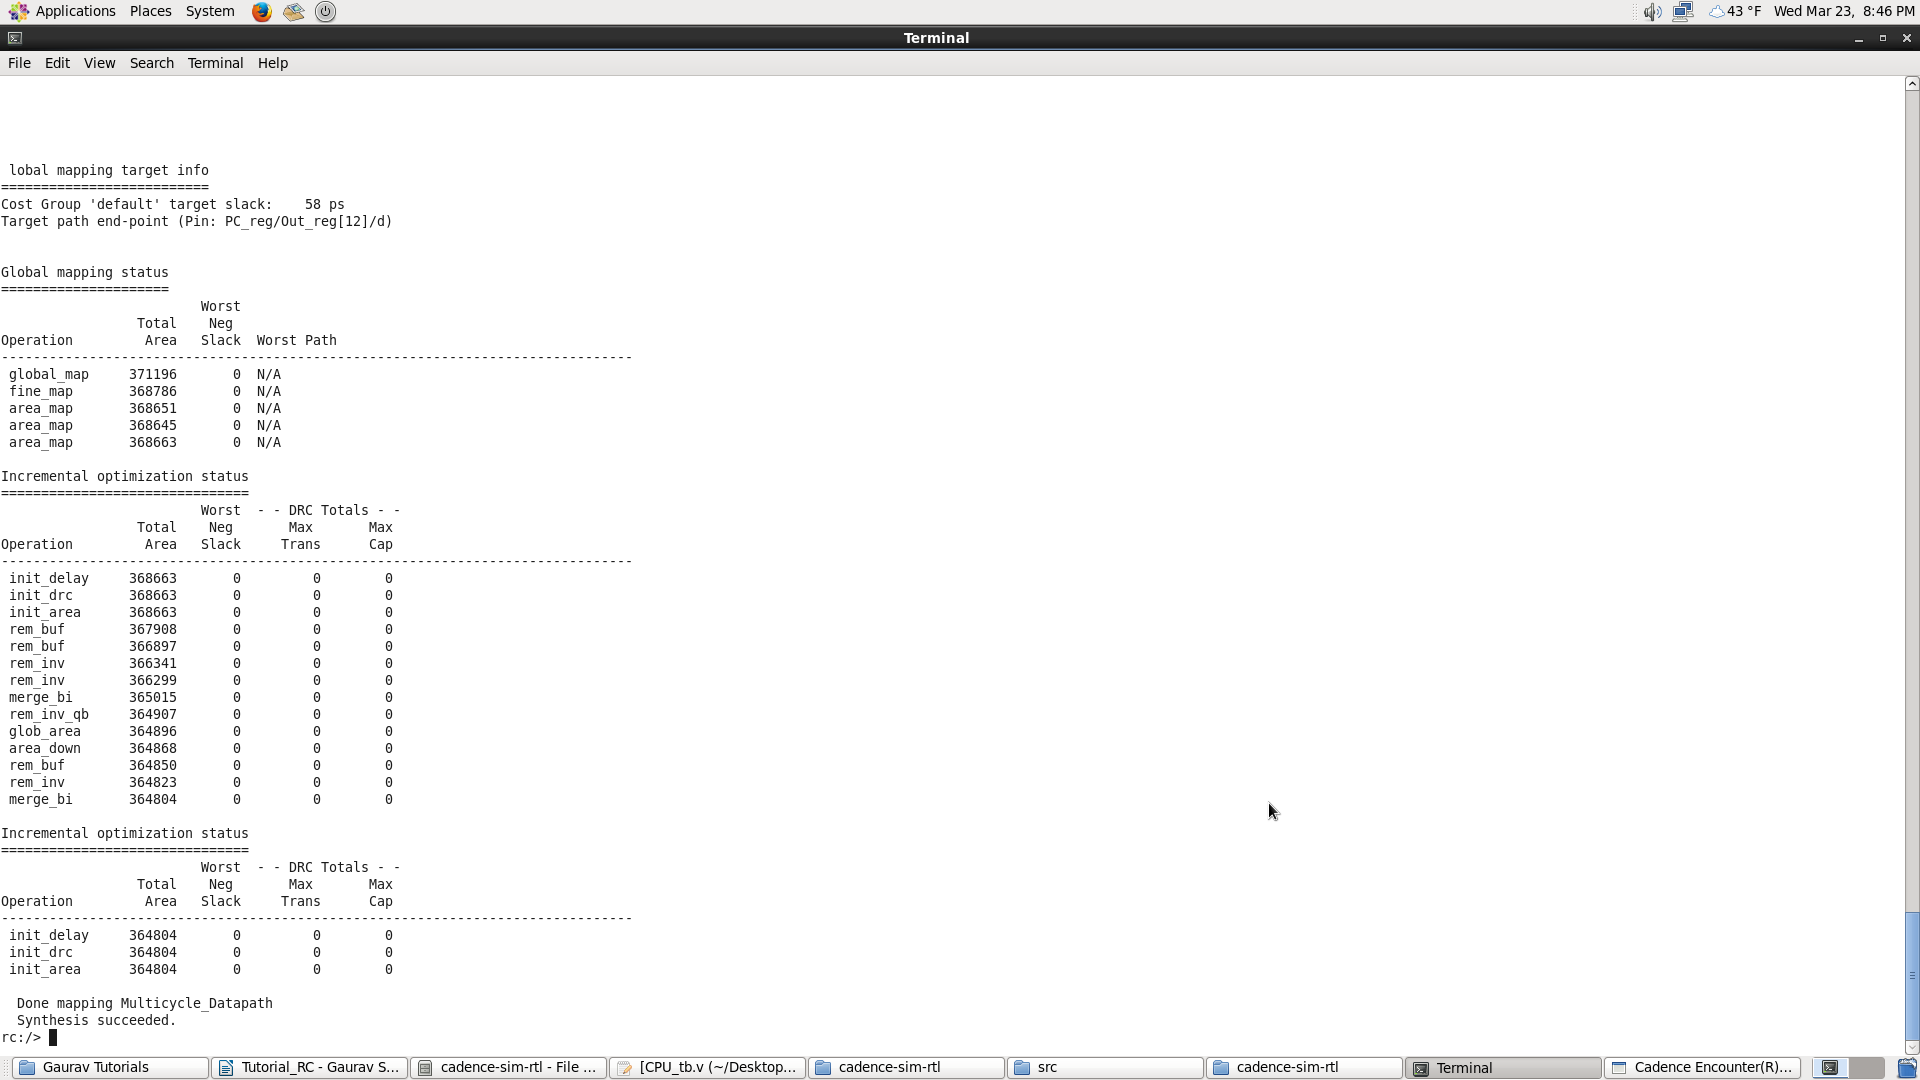 Applications Places System 43 °F Wed Mar 23, 8:46 PM
Terminal
File Edit View Search Terminal Help
lobal mapping target info
==========================
Cost Group 'default' target slack:    58 ps
Target path end-point (Pin: PC_reg/Out_reg[12]/d)
Global mapping status
=====================
Worst
Total    Neg
Operation         Area   Slack  Worst Path
-------------------------------------------------------------------------------
global_map     371196       0  N/A
fine_map       368786       0  N/A
area_map       368651       0  N/A
area_map       368645       0  N/A
area_map       368663       0  N/A
Incremental optimization status
===============================
Worst  - - DRC Totals - -
Total    Neg       Max       Max
Operation         Area   Slack     Trans      Cap
-------------------------------------------------------------------------------
init_delay     368663       0         0        0
init_drc       368663       0         0        0
init_area      368663       0         0        0
rem_buf        367908       0         0        0
rem_buf        366897       0         0        0
rem_inv        366341       0         0        0
rem_inv        366299       0         0        0
merge_bi       365015       0         0        0
rem_inv_qb     364907       0         0        0
glob_area      364896       0         0        0
area_down      364868       0         0        0
rem_buf        364850       0         0        0
rem_inv        364823       0         0        0
merge_bi       364804       0         0        0
Incremental optimization status
===============================
Worst  - - DRC Totals - -
Total    Neg       Max       Max
Operation         Area   Slack     Trans      Cap
-------------------------------------------------------------------------------
init_delay     364804       0         0        0
init_drc       364804       0         0        0
init_area      364804       0         0        0
Done mapping Multicycle_Datapath
Synthesis succeeded.
rc:/>
Gaurav Tutorials Tutorial_RC - Gaurav S... cadence-sim-rtl - File ... [CPU_tb.v (~/Desktop... cadence-sim-rtl src cadence-sim-rtl Terminal Cadence Encounter(R)...